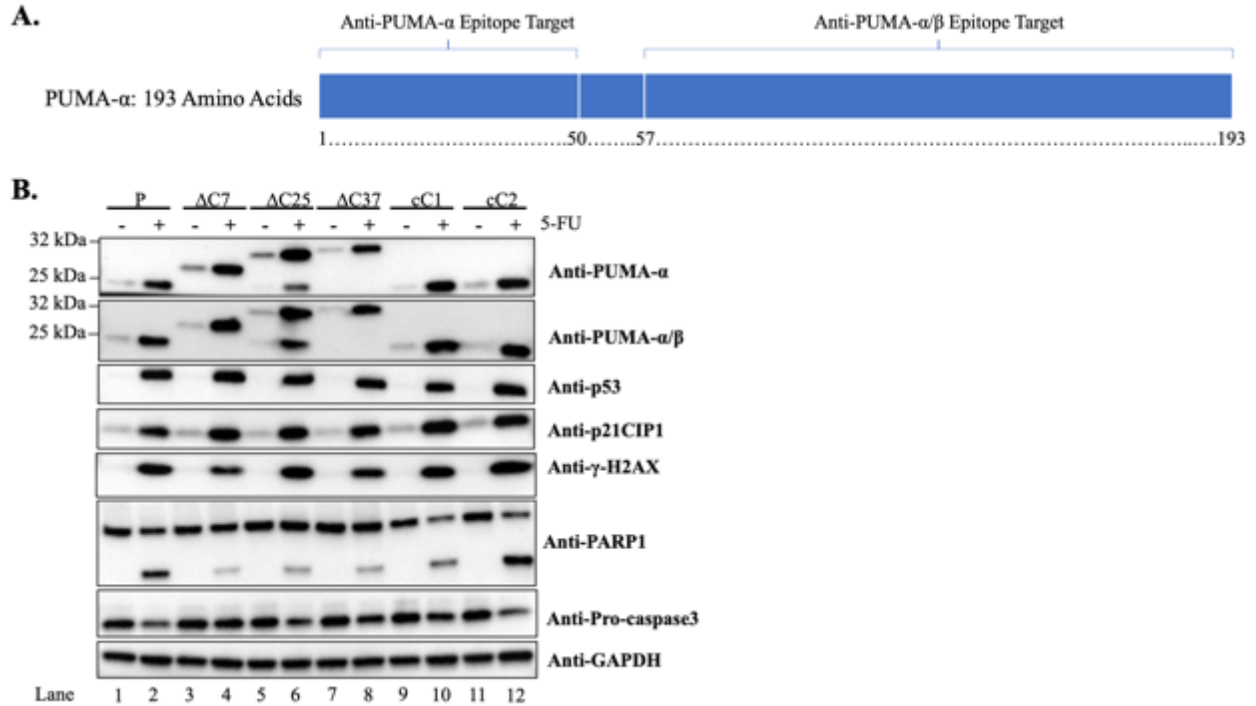 A.
Anti-PUMA-α Epitope Target Anti-PUMA-α/β Epitope Target
PUMA-α: 193 Amino Acids
1 50 57 193
B.
P ΔC7 ΔC25 ΔC37 cC1 cC2
- + - + - + - + - + - + 5-FU
32 kDa
25 kDa
Anti-PUMA-α
32 kDa
25 kDa
Anti-PUMA-α/β
Anti-p53
Anti-p21CIP1
Anti-γ-H2AX
Anti-PARP1
Anti-Pro-caspase3
Anti-GAPDH
Lane 1 2 3 4 5 6 7 8 9 10 11 12